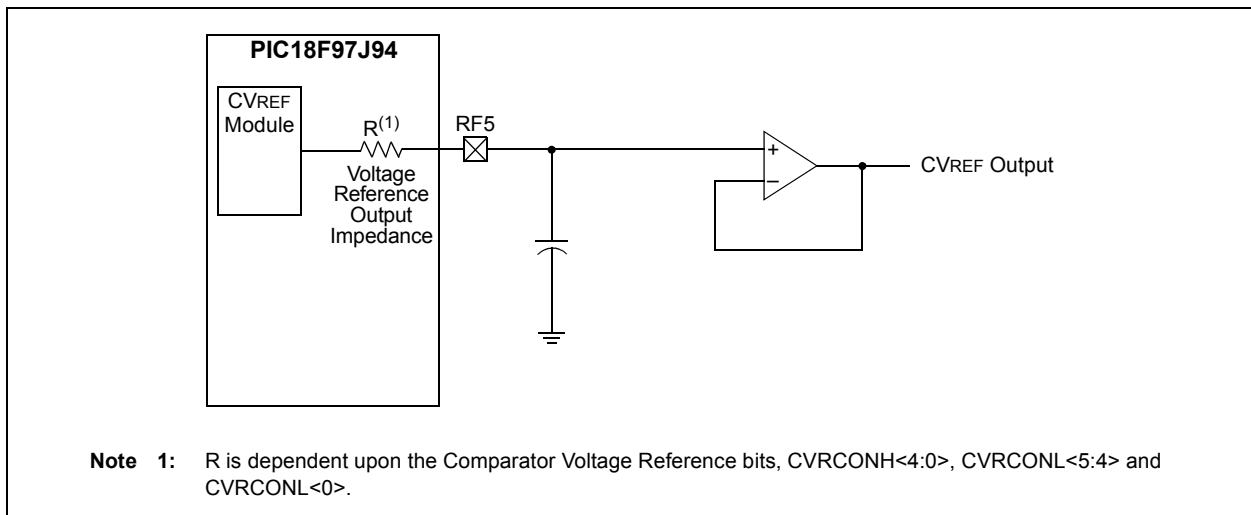 PIC18F97J94
CVREF
Module
R(1)
RF5
Voltage
Reference
Output
Impedance
+
–
CVREF Output
Note 1: R is dependent upon the Comparator Voltage Reference bits, CVRCONH<4:0>, CVRCONL<5:4> and
CVRCONL<0>.